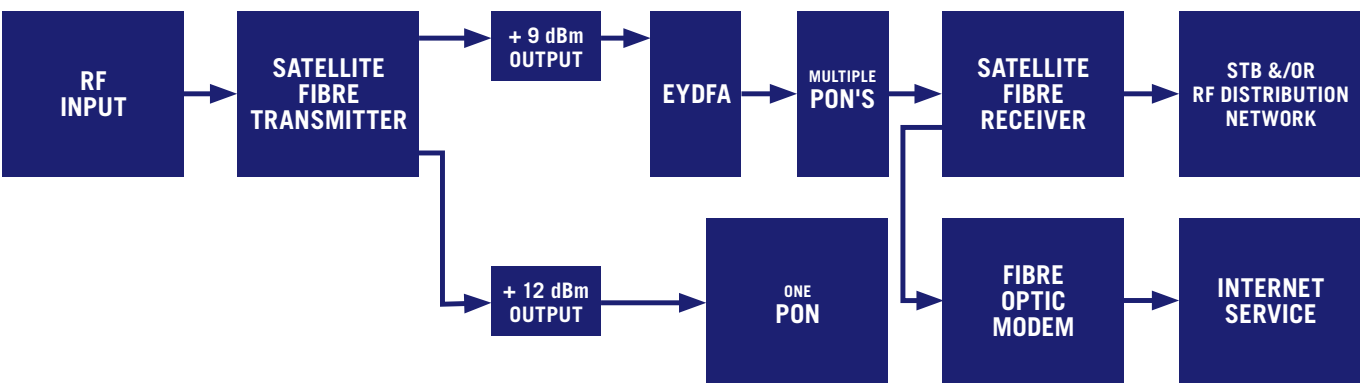 RF
INPUT
SATELLITE
FIBRE
TRANSMITTER
+ 9 dBm
OUTPUT
EYDFA
MULTIPLE
PON'S
SATELLITE
FIBRE
RECEIVER
STB &/OR
RF DISTRIBUTION
NETWORK
+ 12 dBm
OUTPUT
ONE
PON
FIBRE
OPTIC
MODEM
INTERNET
SERVICE